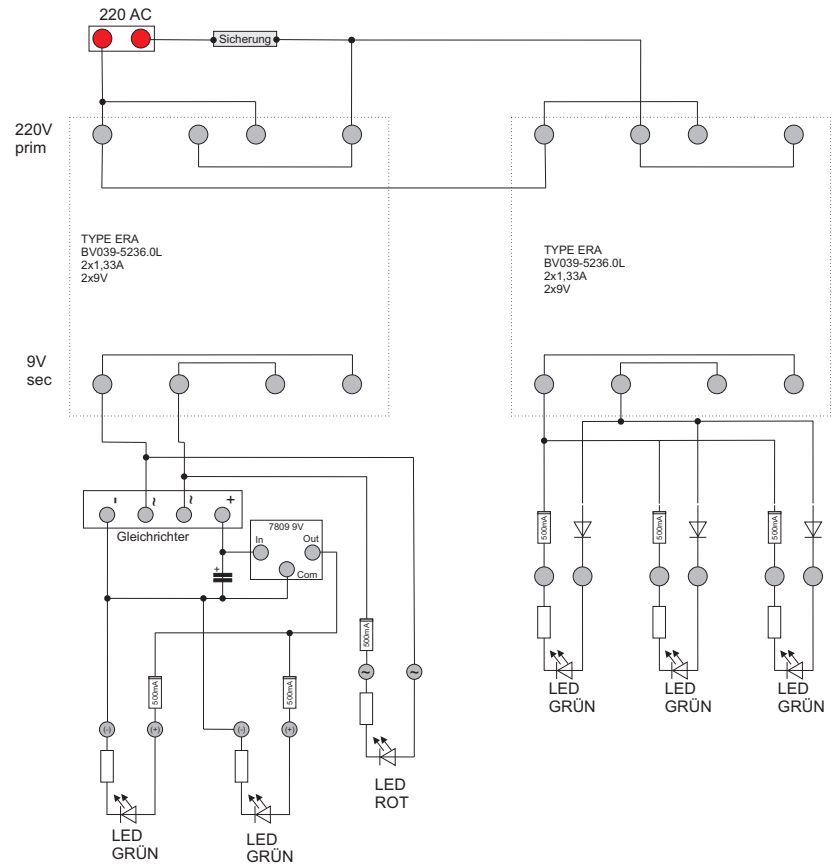 220 AC
Sicherung
220V
prim
TYPE ERA
BV039-5236.0L
2x1,33A
2x9V
TYPE ERA
BV039-5236.0L
2x1,33A
2x9V
9V
sec
- ~ ~ +
Gleichrichter
7809 9V
In Out
Com
+
500mA
500mA
500mA
500mA
~ ~
500mA
500mA
(-) (+) (-) (+)
LED
GRÜN
LED
GRÜN
LED
GRÜN
LED
ROT
LED
GRÜN
LED
GRÜN